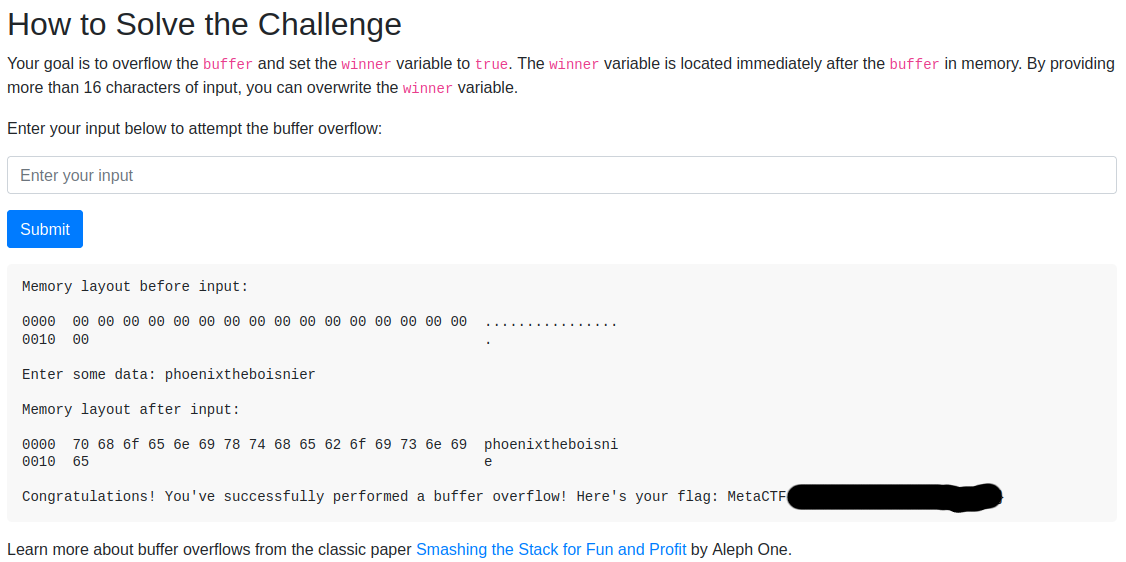 How to Solve the Challenge
Your goal is to overflow the buffer and set the winner variable to true. The winner variable is located immediately after the buffer in memory. By providing
more than 16 characters of input, you can overwrite the winner variable.
Enter your input below to attempt the buffer overflow:
Enter your input
Submit
Memory layout before input:
0000  00 00 00 00 00 00 00 00 00 00 00 00 00 00 00 00  ................
0010  00                                               .
Enter some data: phoenixtheboisnier
Memory layout after input:
0000  70 68 6f 65 6e 69 78 74 68 65 62 6f 69 73 6e 69  phoenixtheboisni
0010  65                                               e
Congratulations! You've successfully performed a buffer overflow! Here's your flag: MetaCTF
Learn more about buffer overflows from the classic paper Smashing the Stack for Fun and Profit by Aleph One.